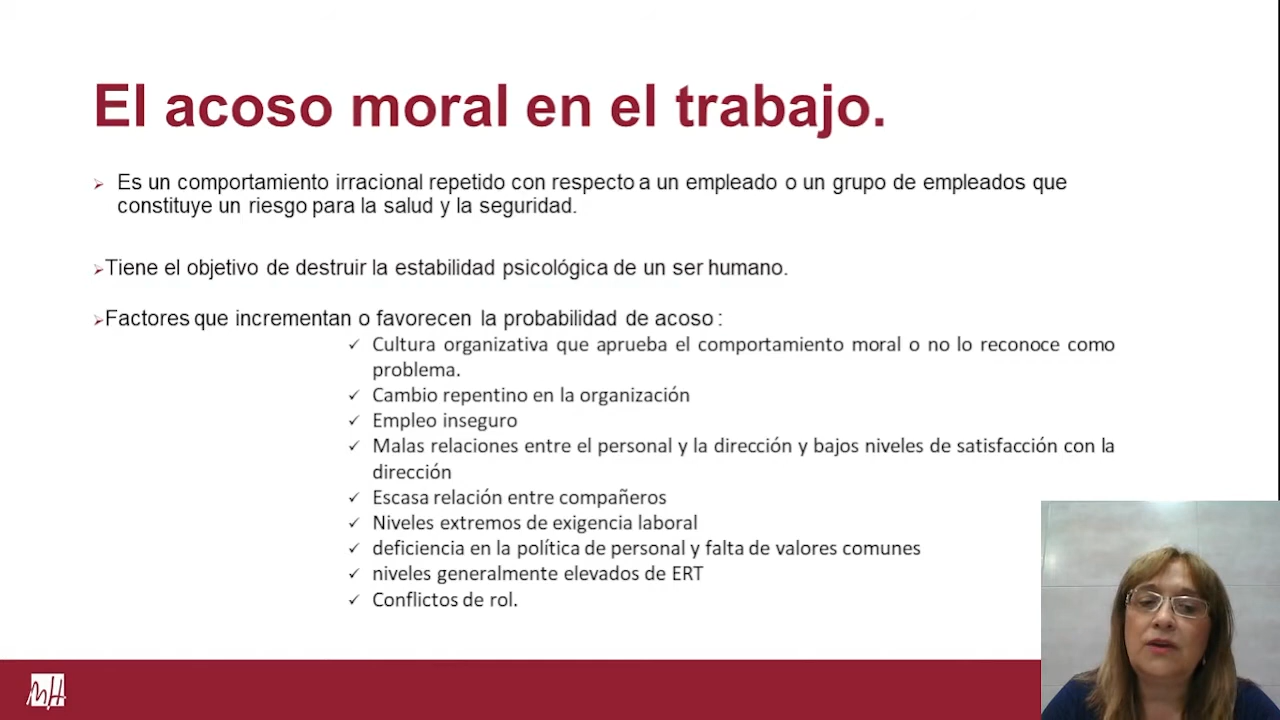 El acoso moral en el trabajo.
Es un comportamiento irracional repetido con respecto a un empleado o un grupo de empleados que
constituye un riesgo para la salud y la seguridad.
Tiene el objetivo de destruir la estabilidad psicológica de un ser humano.
Factores que incrementan o favorecen la probabilidad de acoso :
Cultura organizativa que aprueba el comportamiento moral o no lo reconoce como
problema.
Cambio repentino en la organización
Empleo inseguro
Malas relaciones entre el personal y la dirección y bajos niveles de satisfacción con la
dirección
Escasa relación entre compañeros
Niveles extremos de exigencia laboral
deficiencia en la política de personal y falta de valores comunes
niveles generalmente elevados de ERT
Conflictos de rol.